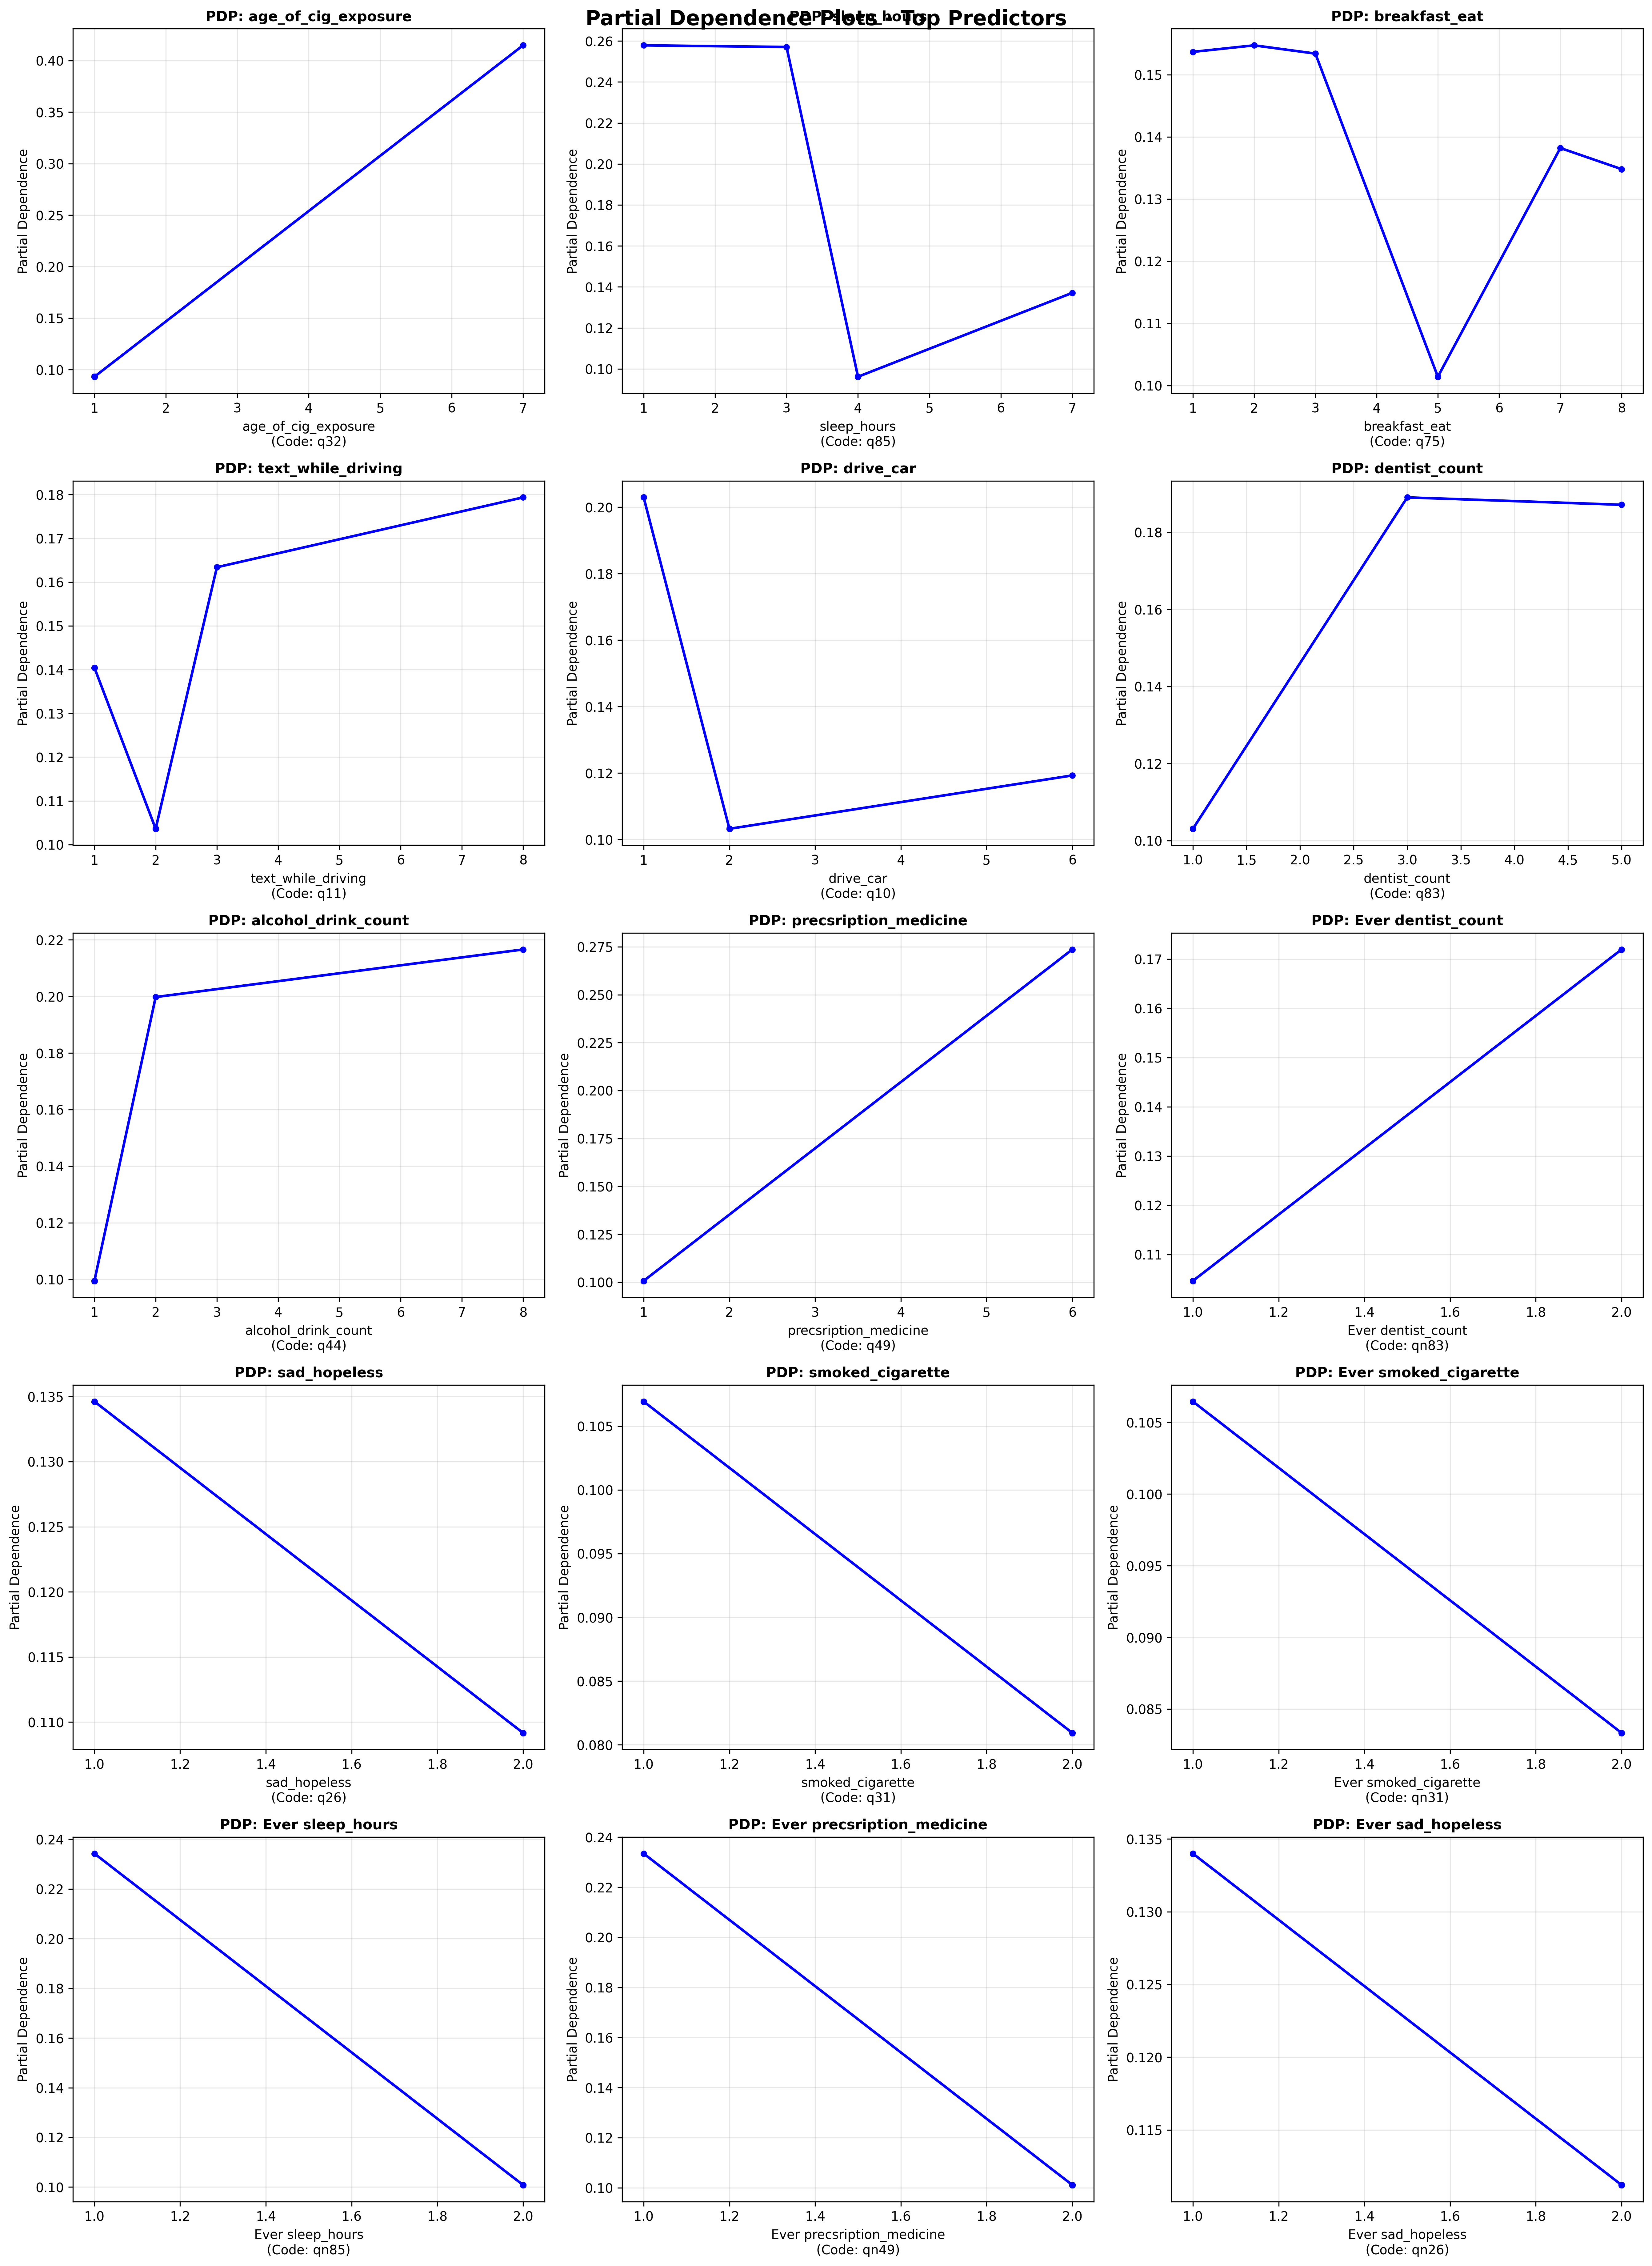 Partial Dependence Plots - Top Predictors
PDP: age_of_cig_exposure
0.40
0.35
0.30
0.25
0.20
0.15
0.10
Partial Dependence
1 2 3 4 5 6 7
age_of_cig_exposure
(Code: q32)
PDP: sleep_hours
0.26
0.24
0.22
0.20
0.18
0.16
0.14
0.12
0.10
Partial Dependence
1 2 3 4 5 6 7
sleep_hours
(Code: q85)
PDP: breakfast_eat
0.15
0.14
0.13
0.12
0.11
0.10
Partial Dependence
1 2 3 4 5 6 7 8
breakfast_eat
(Code: q75)
PDP: text_while_driving
0.18
0.17
0.16
0.15
0.14
0.13
0.12
0.11
0.10
Partial Dependence
1 2 3 4 5 6 7 8
text_while_driving
(Code: q11)
PDP: drive_car
0.20
0.18
0.16
0.14
0.12
0.10
Partial Dependence
1 2 3 4 5 6
drive_car
(Code: q10)
PDP: dentist_count
0.18
0.16
0.14
0.12
0.10
Partial Dependence
1.0 1.5 2.0 2.5 3.0 3.5 4.0 4.5 5.0
dentist_count
(Code: q83)
PDP: alcohol_drink_count
0.22
0.20
0.18
0.16
0.14
0.12
0.10
Partial Dependence
1 2 3 4 5 6 7 8
alcohol_drink_count
(Code: q44)
PDP: precsription_medicine
0.275
0.250
0.225
0.200
0.175
0.150
0.125
0.100
Partial Dependence
1 2 3 4 5 6
precsription_medicine
(Code: q49)
PDP: Ever dentist_count
0.17
0.16
0.15
0.14
0.13
0.12
0.11
Partial Dependence
1.0 1.2 1.4 1.6 1.8 2.0
Ever dentist_count
(Code: qn83)
PDP: sad_hopeless
0.135
0.130
0.125
0.120
0.115
0.110
Partial Dependence
1.0 1.2 1.4 1.6 1.8 2.0
sad_hopeless
(Code: q26)
PDP: smoked_cigarette
0.105
0.100
0.095
0.090
0.085
0.080
Partial Dependence
1.0 1.2 1.4 1.6 1.8 2.0
smoked_cigarette
(Code: q31)
PDP: Ever smoked_cigarette
0.105
0.100
0.095
0.090
0.085
Partial Dependence
1.0 1.2 1.4 1.6 1.8 2.0
Ever smoked_cigarette
(Code: qn31)
PDP: Ever sleep_hours
0.24
0.22
0.20
0.18
0.16
0.14
0.12
0.10
Partial Dependence
1.0 1.2 1.4 1.6 1.8 2.0
Ever sleep_hours
(Code: qn85)
PDP: Ever precsription_medicine
0.24
0.22
0.20
0.18
0.16
0.14
0.12
0.10
Partial Dependence
1.0 1.2 1.4 1.6 1.8 2.0
Ever precsription_medicine
(Code: qn49)
PDP: Ever sad_hopeless
0.135
0.130
0.125
0.120
0.115
Partial Dependence
1.0 1.2 1.4 1.6 1.8 2.0
Ever sad_hopeless
(Code: qn26)